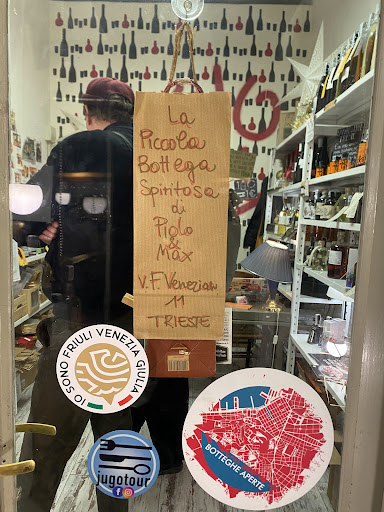 La
Piccola
Bottega
Spiritosa
di
Piolo
&
Max
v. F. Venezian
11
TRIESTE
IO SONO FRIULI VENEZIA GIULIA
jugotour
BOTTEGHE APERTE